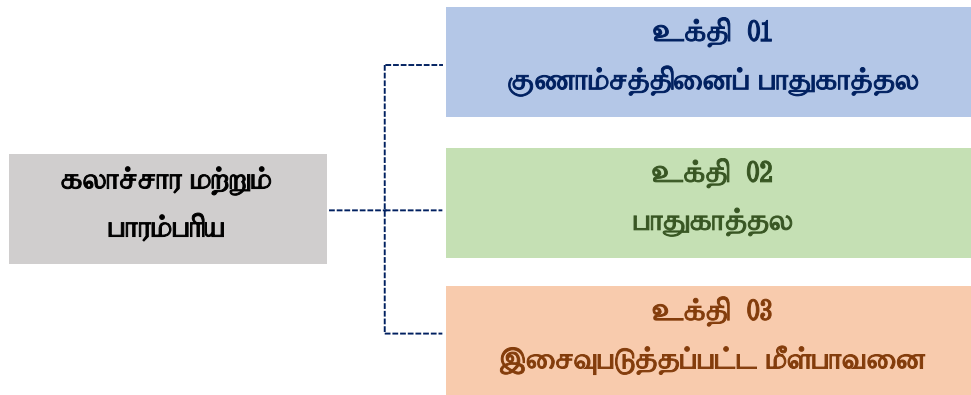 கலாச்சார மற்றும்
பாரம்பரிய
உக்தி 01
குணாம்சத்தினைப் பாதுகாத்தல
உக்தி 02
பாதுகாத்தல
உக்தி 03
இசைவுபடுத்தப்பட்ட மீள்பாவனை